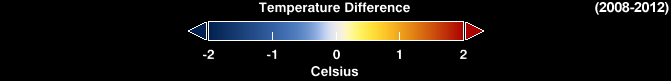 Temperature Difference (2008-2012)
-2 -1 0 1 2
Celsius